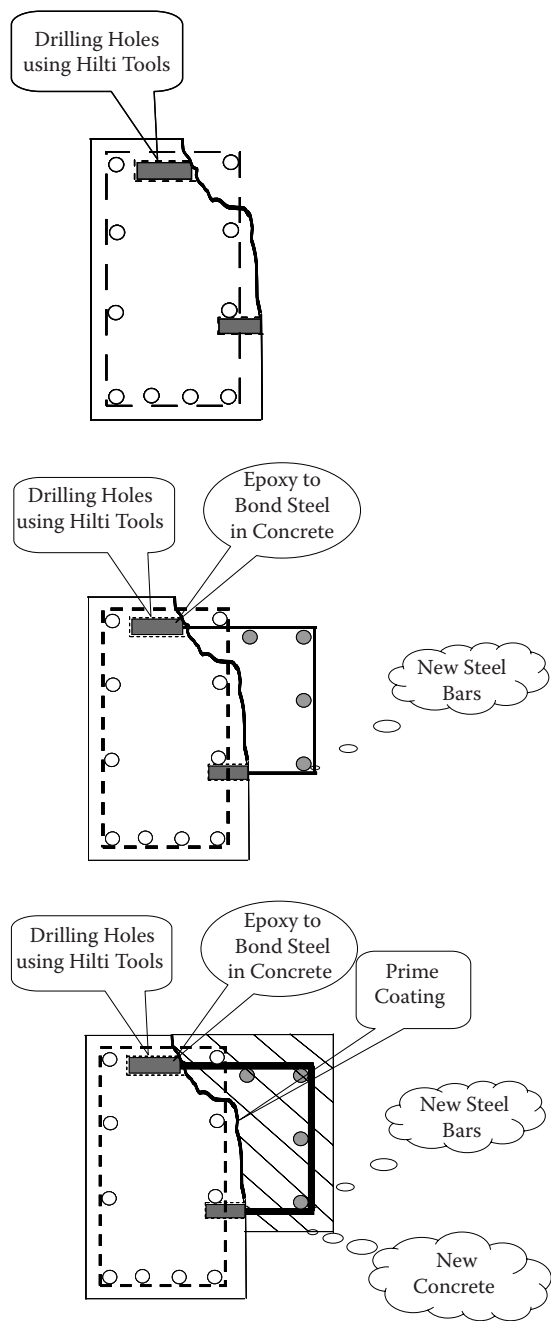 Drilling Holes
using Hilti Tools
Drilling Holes
using Hilti Tools
Epoxy to
Bond Steel
in Concrete
New Steel
Bars
Drilling Holes
using Hilti Tools
Epoxy to
Bond Steel
in Concrete
Prime
Coating
New Steel
Bars
New
Concrete